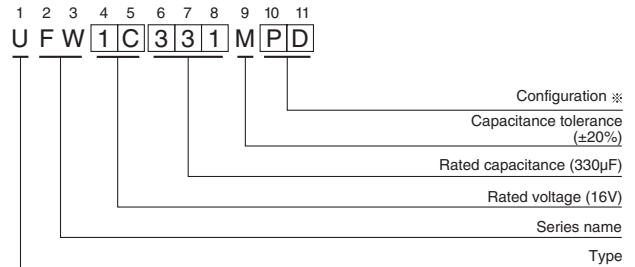 1 2 3 4 5 6 7 8 9 10 11
U F W 1 C 3 3 1 M P D
Configuration ※
Capacitance tolerance
(±20%)
Rated capacitance (330µF)
Rated voltage (16V)
Series name
Type